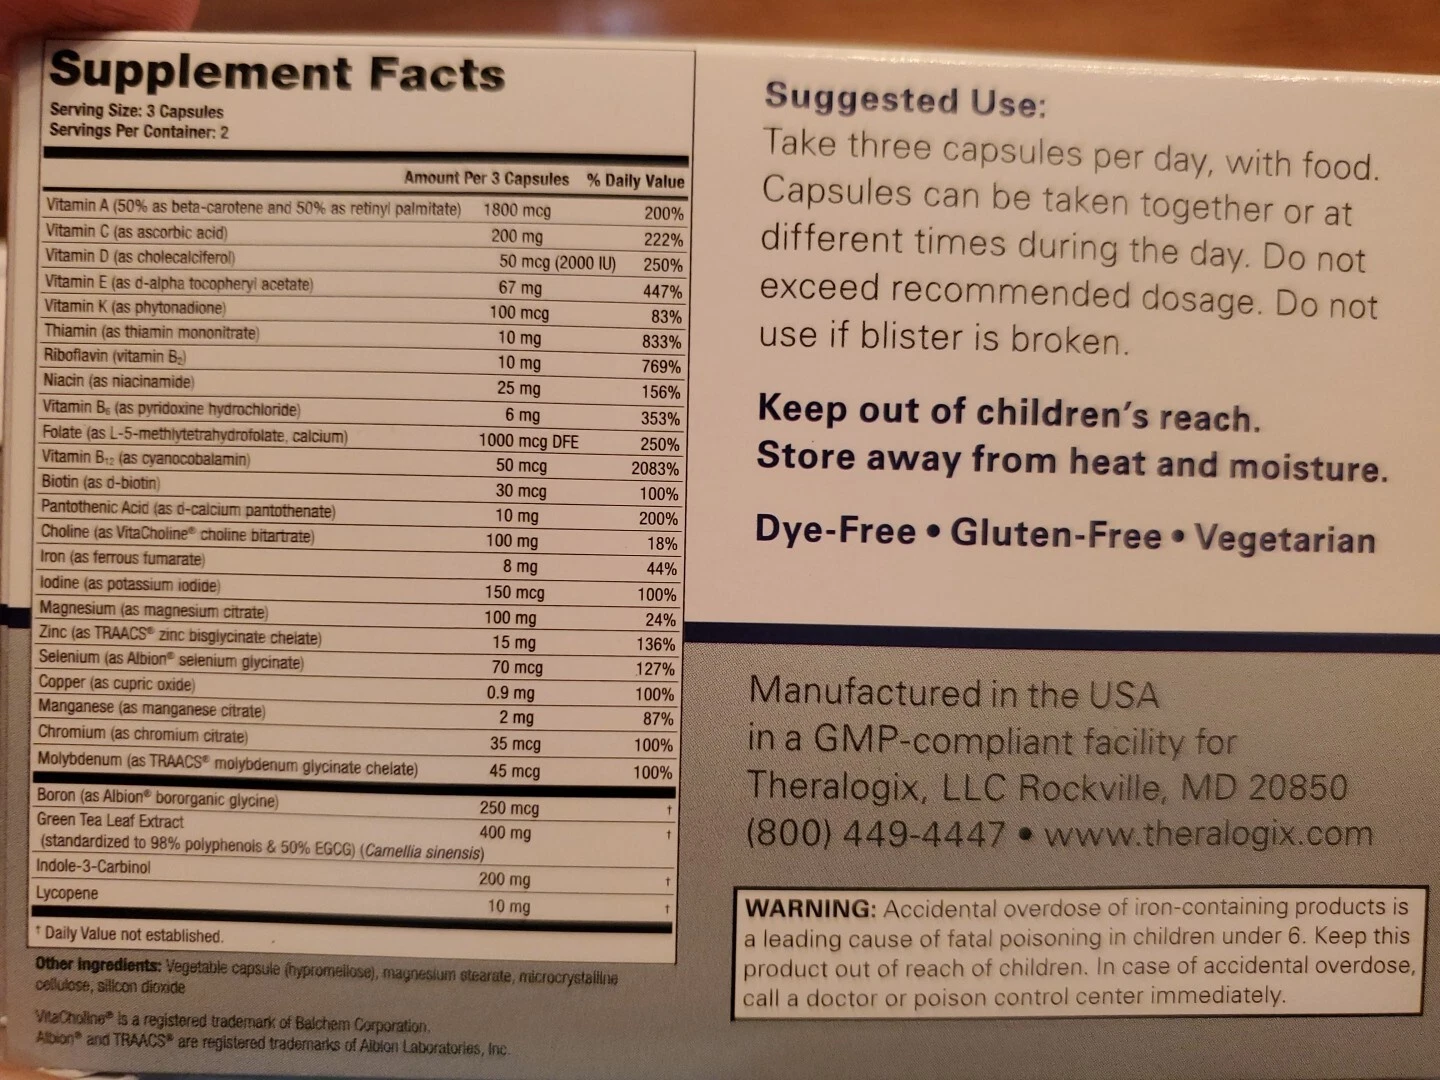 Supplement Facts
Serving Size: 3 Capsules
Servings Per Container: 2
Amount Per 3 Capsules % Daily Value
Vitamin A (50% as beta-carotene and 50% as retinyl palmitate) 1800 mcg 200%
Vitamin C (as ascorbic acid) 200 mg 222%
Vitamin D (as cholecalciferol) 50 mcg (2000 IU) 250%
Vitamin E (as d-alpha tocopheryl acetate) 67 mg 447%
Vitamin K (as phytonadione) 100 mcg 83%
Thiamin (as thiamin mononitrate) 10 mg 833%
Riboflavin (vitamin B₂) 10 mg 769%
Niacin (as niacinamide) 25 mg 156%
Vitamin B₆ (as pyridoxine hydrochloride) 6 mg 353%
Folate (as L-5-methlytetrahydrofolate, calcium) 1000 mcg DFE 250%
Vitamin B₁₂ (as cyanocobalamin) 50 mcg 2083%
Biotin (as d-biotin) 30 mcg 100%
Pantothenic Acid (as d-calcium pantothenate) 10 mg 200%
Choline (as VitaCholine® choline bitartrate) 100 mg 18%
Iron (as ferrous fumarate) 8 mg 44%
Iodine (as potassium iodide) 150 mcg 100%
Magnesium (as magnesium citrate) 100 mg 24%
Zinc (as TRAACS® zinc bisglycinate chelate) 15 mg 136%
Selenium (as Albion® selenium glycinate) 70 mcg 127%
Copper (as cupric oxide) 0.9 mg 100%
Manganese (as manganese citrate) 2 mg 87%
Chromium (as chromium citrate) 35 mcg 100%
Molybdenum (as TRAACS® molybdenum glycinate chelate) 45 mcg 100%
Boron (as Albion® bororganic glycine) 250 mcg †
Green Tea Leaf Extract 400 mg †
(standardized to 98% polyphenols & 50% EGCG) (Camellia sinensis)
Indole-3-Carbinol 200 mg †
Lycopene 10 mg †
† Daily Value not established.
Other ingredients: Vegetable capsule (hypromellose), magnesium stearate, microcrystalline
cellulose, silicon dioxide
VitaCholine® is a registered trademark of Balchem Corporation.
Albion® and TRAACS® are registered trademarks of Albion Laboratories, Inc.
Suggested Use:
Take three capsules per day, with food.
Capsules can be taken together or at
different times during the day. Do not
exceed recommended dosage. Do not
use if blister is broken.
Keep out of children's reach.
Store away from heat and moisture.
Dye-Free • Gluten-Free • Vegetarian
Manufactured in the USA
in a GMP-compliant facility for
Theralogix, LLC Rockville, MD 20850
(800) 449-4447 • www.theralogix.com
WARNING: Accidental overdose of iron-containing products is
a leading cause of fatal poisoning in children under 6. Keep this
product out of reach of children. In case of accidental overdose,
call a doctor or poison control center immediately.